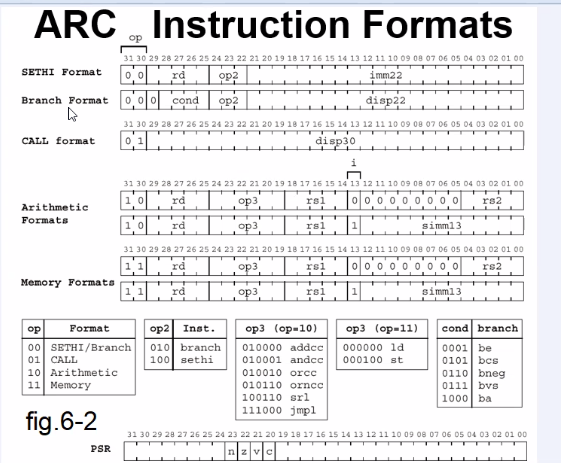 ARC Instruction Formats
op
31 30 29 28 27 26 25 24 23 22 21 20 19 18 17 16 15 14 13 12 11 10 09 08 07 06 05 04 03 02 01 00
SETHI Format 0 0 rd op2 imm22
Branch Format 0 0 0 cond op2 disp22
31 30 29 28 27 26 25 24 23 22 21 20 19 18 17 16 15 14 13 12 11 10 09 08 07 06 05 04 03 02 01 00
CALL format 0 1 disp30
i
31 30 29 28 27 26 25 24 23 22 21 20 19 18 17 16 15 14 13 12 11 10 09 08 07 06 05 04 03 02 01 00
Arithmetic Formats
1 0 rd op3 rs1 0 0 0 0 0 0 0 0 0 rs2
1 0 rd op3 rs1 1 simm13
31 30 29 28 27 26 25 24 23 22 21 20 19 18 17 16 15 14 13 12 11 10 09 08 07 06 05 04 03 02 01 00
Memory Formats
1 1 rd op3 rs1 0 0 0 0 0 0 0 0 0 rs2
1 1 rd op3 rs1 1 simm13
op Format
00 SETHI/Branch
01 CALL
10 Arithmetic
11 Memory
op2 Inst.
010 branch
100 sethi
op3 (op=10)
010000 addcc
010001 andcc
010010 orcc
010110 orncc
100110 srl
111000 jmpl
op3 (op=11)
000000 ld
000100 st
cond branch
0001 be
0101 bcs
0110 bneg
0111 bvs
1000 ba
fig.6-2
31 30 29 28 27 26 25 24 23 22 21 20 19 18 17 16 15 14 13 12 11 10 09 08 07 06 05 04 03 02 01 00
PSR n z v c